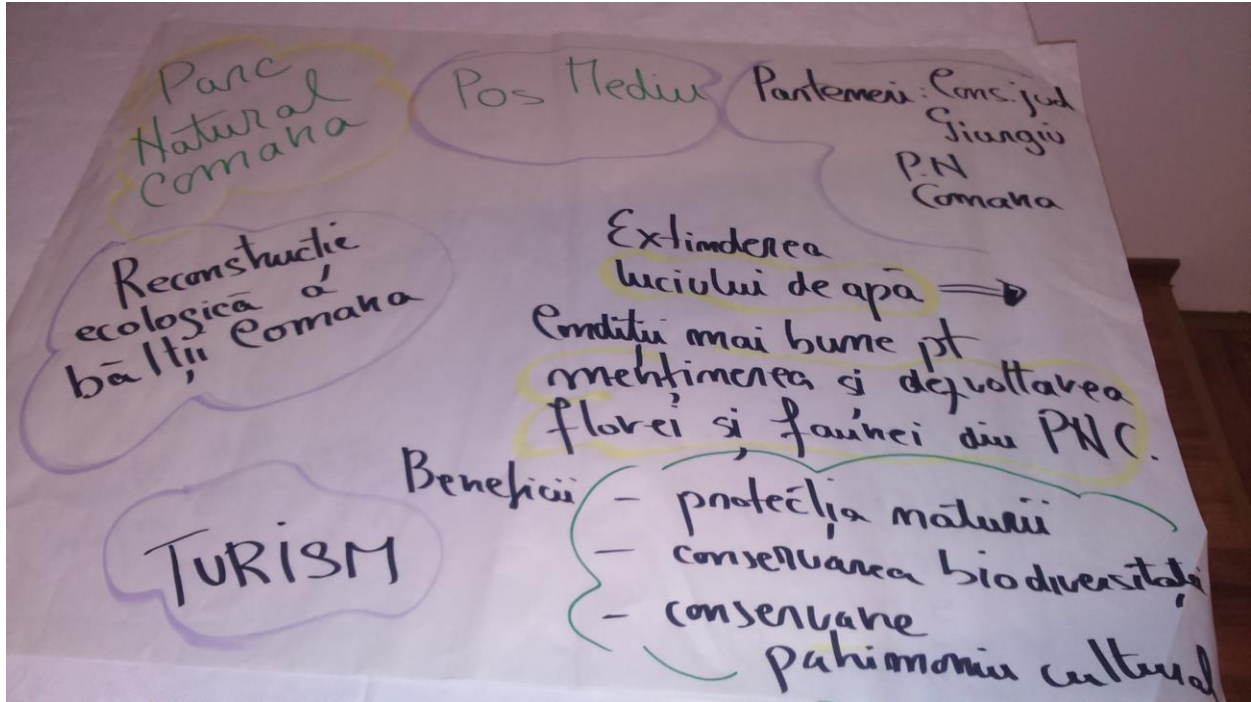 Parc
Natural
Comana
Pos Mediu
Parteneri: Cons. jud
Giurgiu
P.N
Comana
Reconstructie
ecologică a
bălții Comana
Extinderea
luciului de apă ⇒
Condiții mai bune pt
menținerea și dezvoltarea
florei și faunei din PNC.
Beneficii
- protecția naturii
- conservarea biodiversității
- conservare
patrimoniu cultural
TURISM